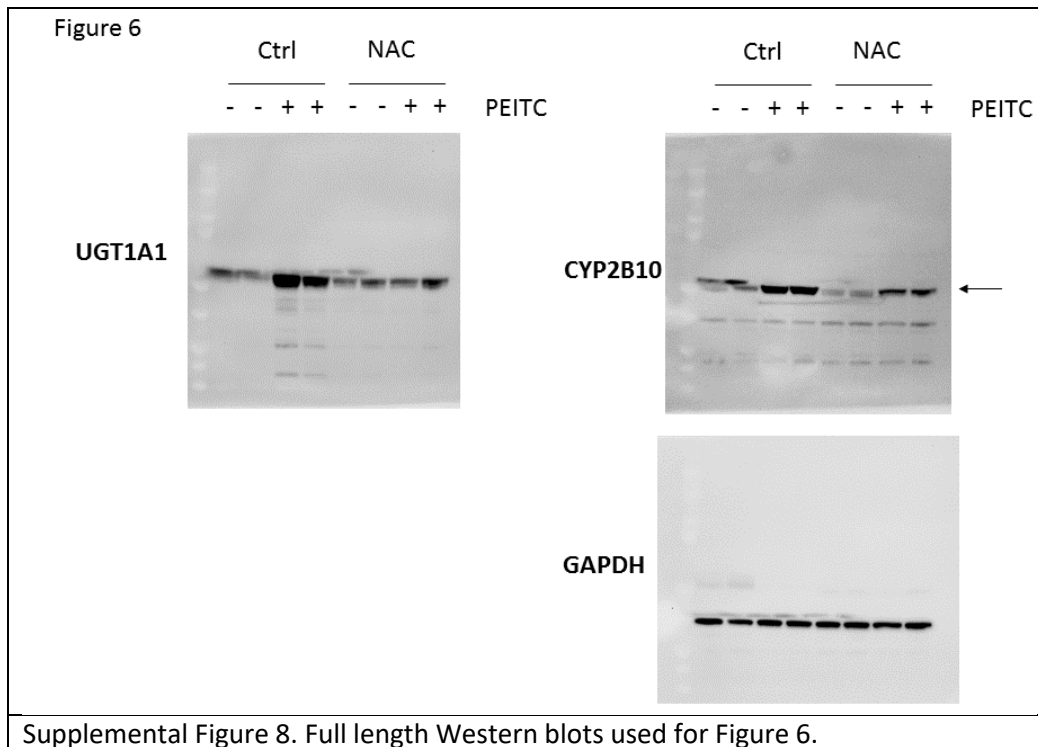 Figure 6
Ctrl NAC
- - + + - - + + PEITC
UGT1A1
Ctrl NAC
- - + + - - + + PEITC
CYP2B10
GAPDH
Supplemental Figure 8. Full length Western blots used for Figure 6.